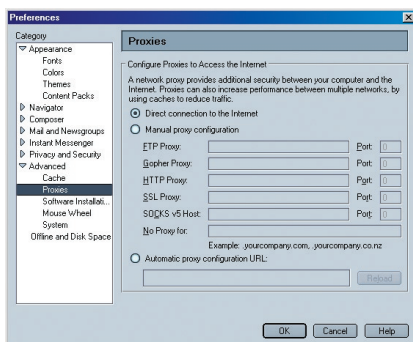 Preferences
Category
Appearance
Fonts
Colors
Themes
Content Packs
Navigator
Composer
Mail and Newsgroups
Instant Messenger
Privacy and Security
Advanced
Cache
Proxies
Software Installati...
Mouse Wheel
System
Offline and Disk Space
Proxies
Configure Proxies to Access the Internet
A network proxy provides additional security between your computer and the
Internet. Proxies can also increase performance between multiple networks, by
using caches to reduce traffic.
Direct connection to the Internet
Manual proxy configuration
FTP Proxy: Port: 0
Gopher Proxy: Port: 0
HTTP Proxy: Port: 0
SSL Proxy: Port: 0
SOCKS v5 Host: Port: 0
No Proxy for:
Example: .yourcompany.com, .yourcompany.co.nz
Automatic proxy configuration URL:
Reload
OK Cancel Help